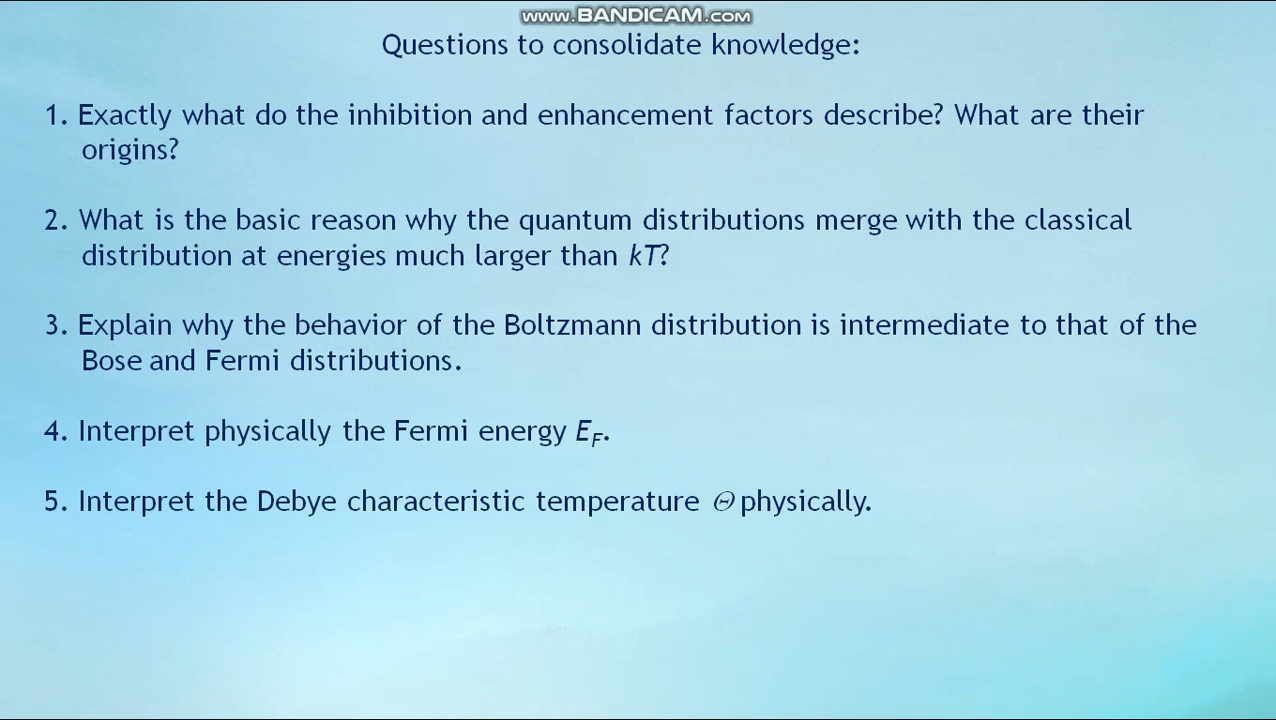 www.BANDICAM.com
Questions to consolidate knowledge:
1. Exactly what do the inhibition and enhancement factors describe? What are their
origins?
2. What is the basic reason why the quantum distributions merge with the classical
distribution at energies much larger than kT?
3. Explain why the behavior of the Boltzmann distribution is intermediate to that of the
Bose and Fermi distributions.
4. Interpret physically the Fermi energy E_F.
5. Interpret the Debye characteristic temperature Θ physically.